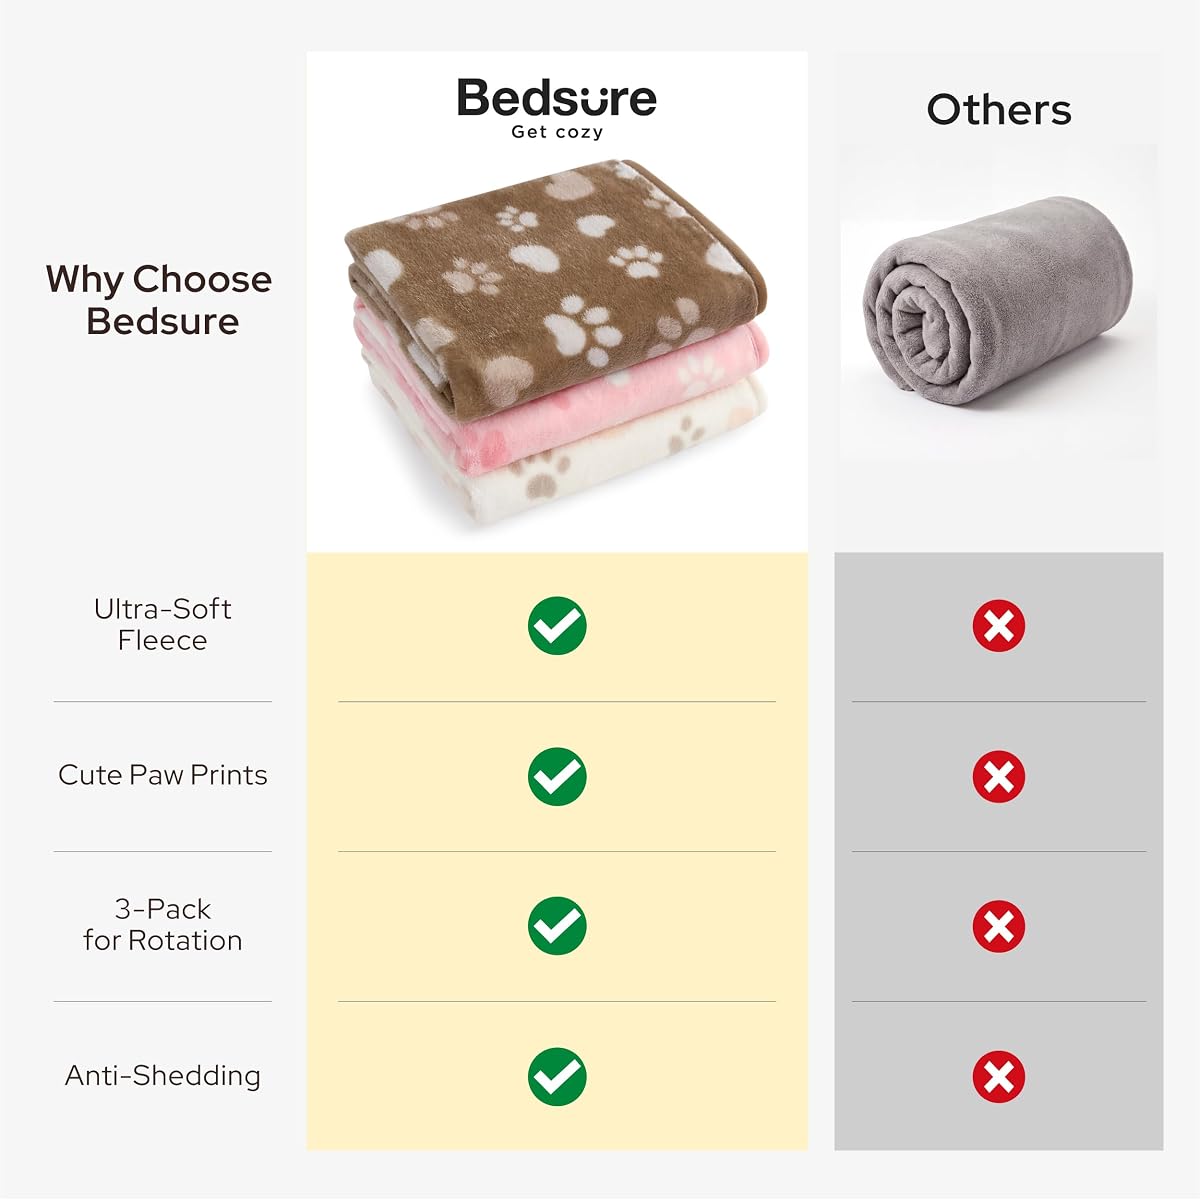 Bedsure
Get cozy
Others
Why Choose
Bedsure
Ultra-Soft
Fleece
Cute Paw Prints
3-Pack
for Rotation
Anti-Shedding